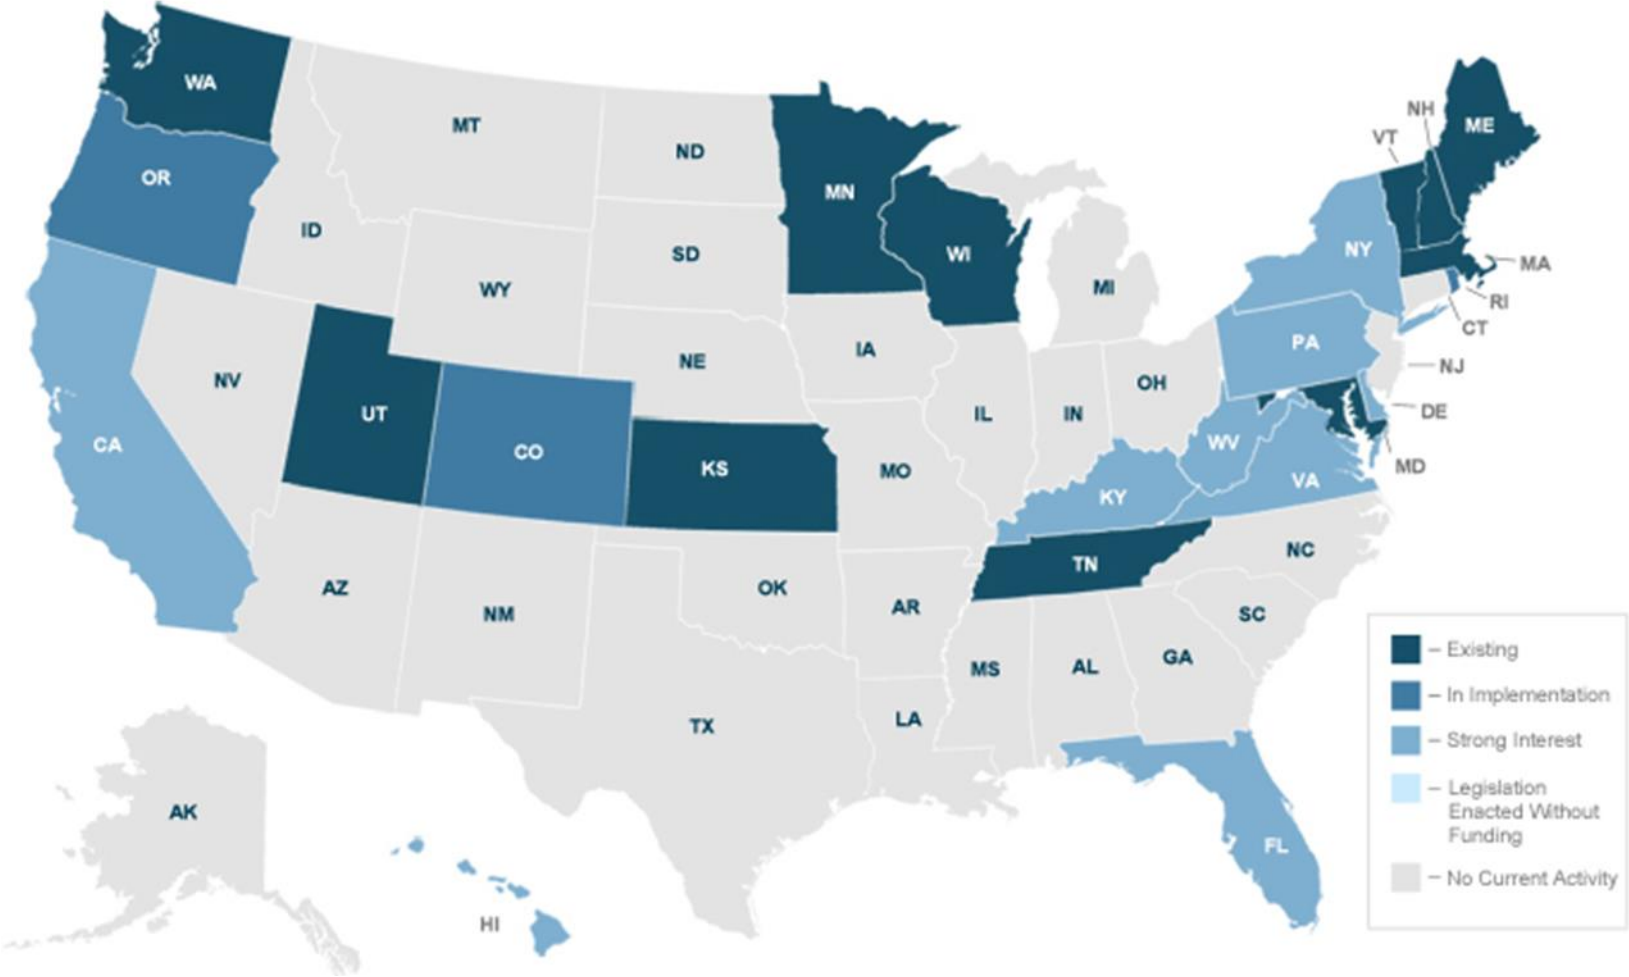 WA
MT
ND
MN
OR
ID
SD
WI
WY
MI
NH
VT
ME
NY
MA
RI
CT
NV
NE
IA
PA
NJ
UT
CO
KS
IL
IN
OH
DE
CA
MO
WV
MD
KY
VA
AZ
NM
OK
AR
TN
NC
SC
TX
LA
MS
AL
GA
AK
HI
FL
– Existing
– In Implementation
– Strong Interest
– Legislation
Enacted Without
Funding
– No Current Activity